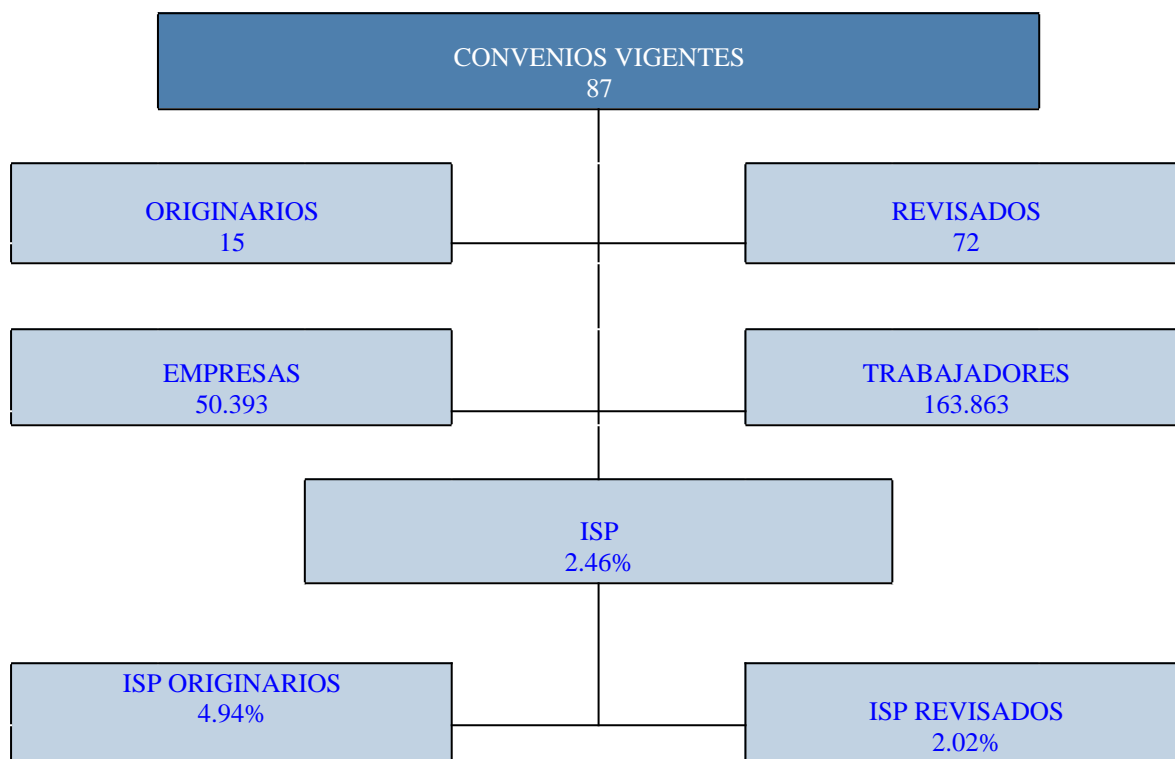 CONVENIOS VIGENTES
87
ORIGINARIOS
15
REVISADOS
72
EMPRESAS
50.393
TRABAJADORES
163.863
ISP
2.46%
ISP ORIGINARIOS
4.94%
ISP REVISADOS
2.02%